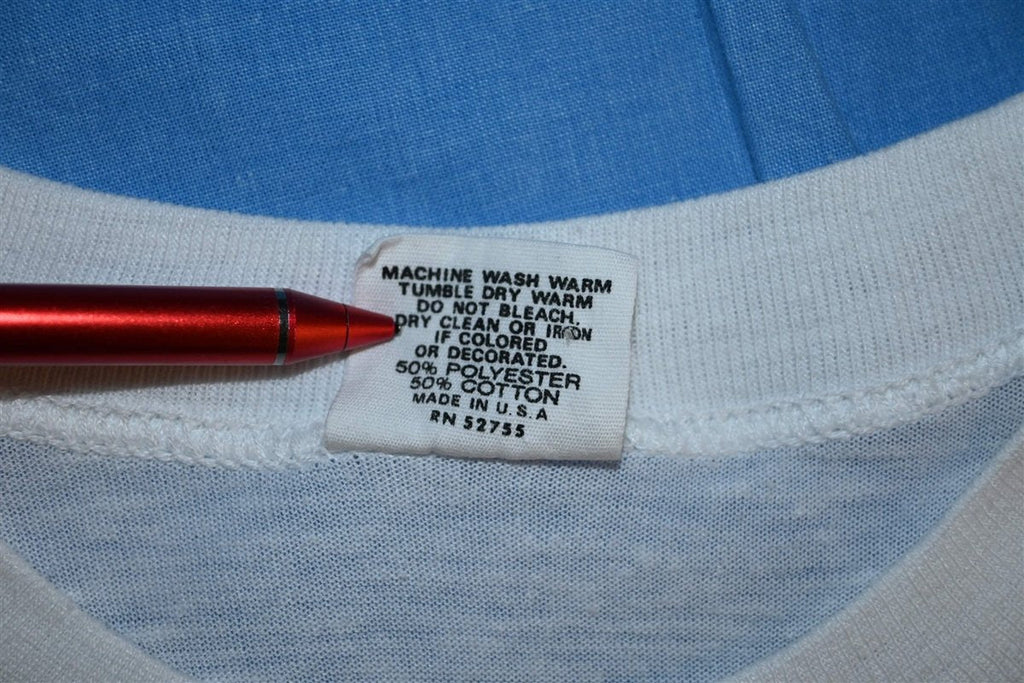 MACHINE WASH WARM
TUMBLE DRY WARM
DO NOT BLEACH.
DRY CLEAN OR IRON
IF COLORED
OR DECORATED.
50% POLYESTER
50% COTTON
MADE IN U.S.A
RN 52755